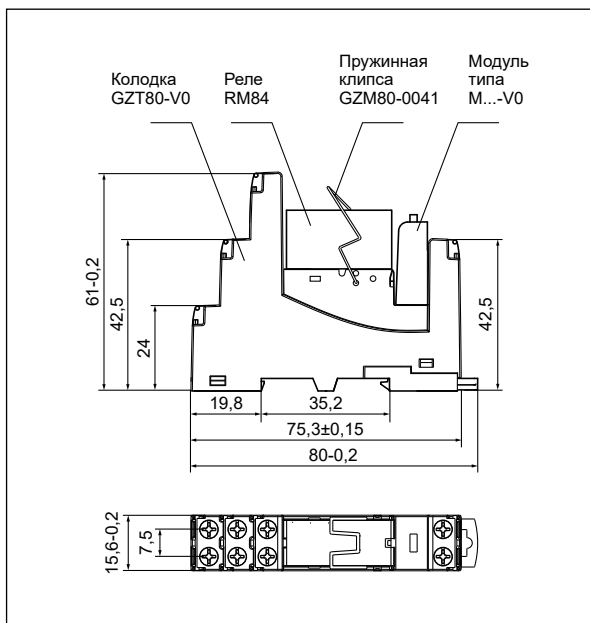 Колодка
GZT80-V0
Реле
RM84
Пружинная
клипса
GZM80-0041
Модуль
типа
M...-V0
61-0,2
42,5
24
42,5
19,8
35,2
75,3±0,15
80-0,2
15,6-0,2
7,5